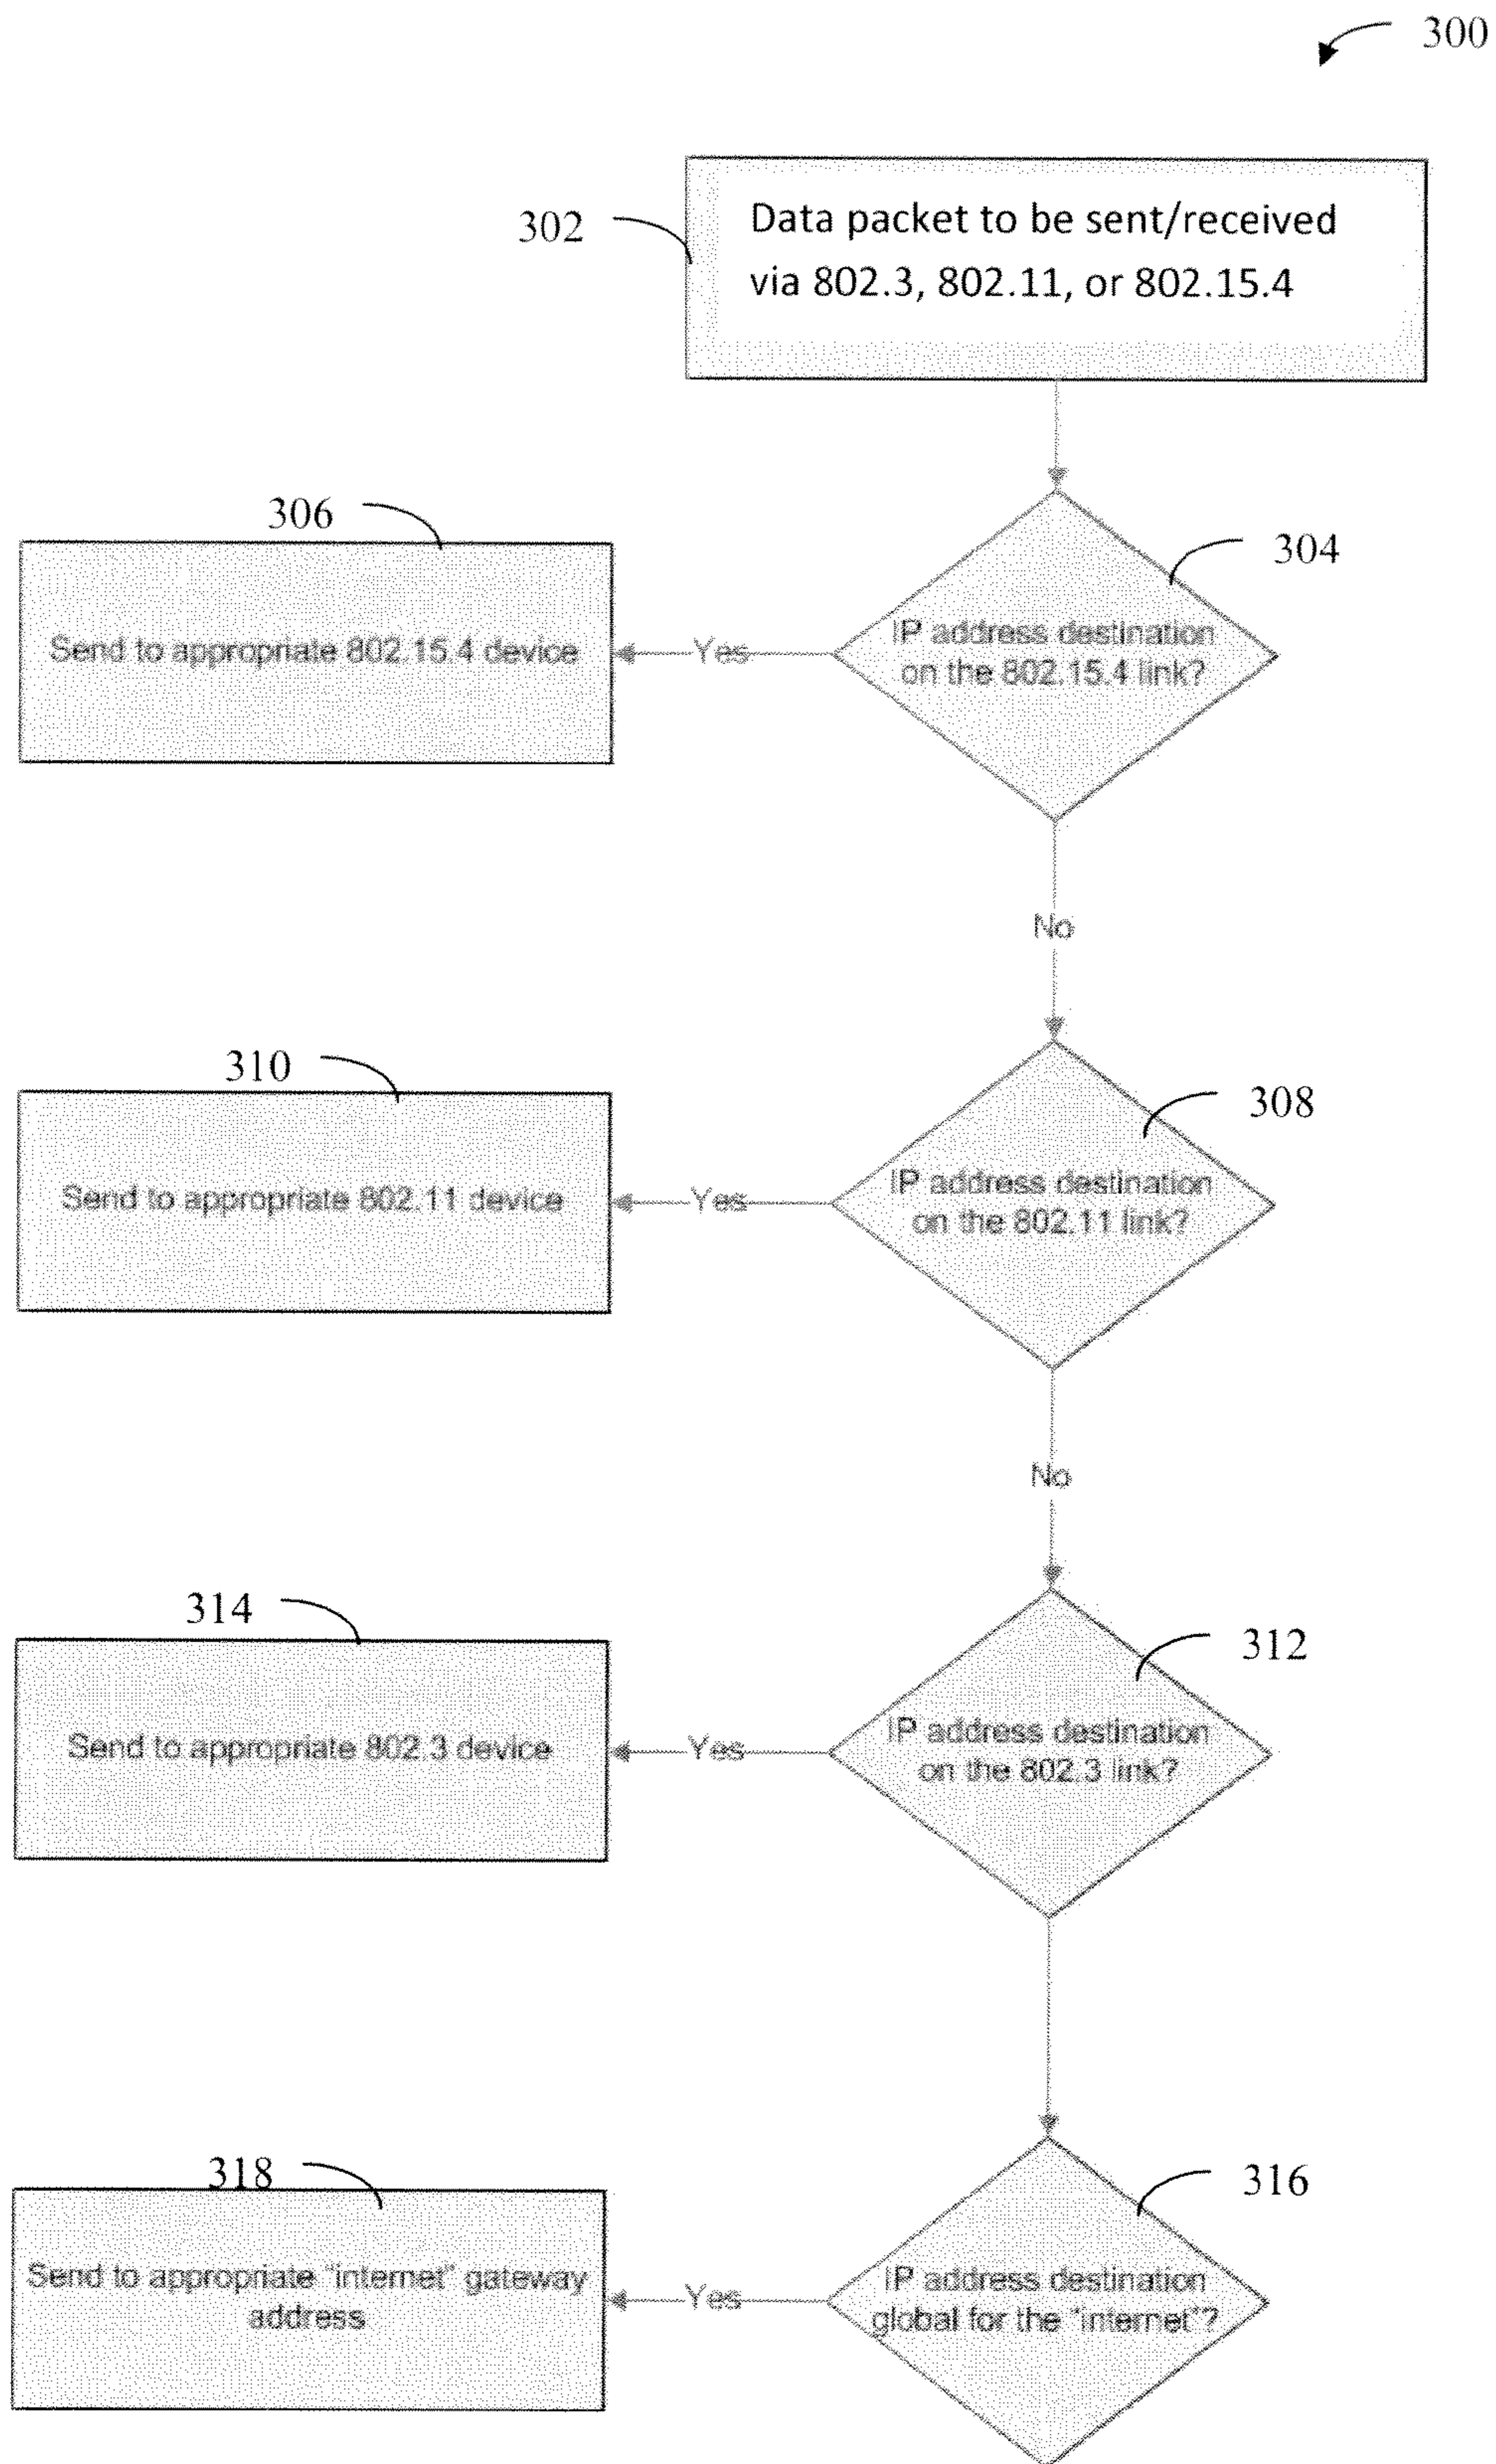 300
302
Data packet to be sent/received
via 802.3, 802.11, or 802.15.4
306
304
Send to appropriate 802.15.4 device
Yes
IP address destination
on the 802.15.4 link?
No
310
308
Send to appropriate 802.11 device
Yes
IP address destination
on the 802.11 link?
No
314
312
Send to appropriate 802.3 device
Yes
IP address destination
on the 802.3 link?
318
316
Send to appropriate "internet" gateway
address
Yes
IP address destination
global for the "internet"?